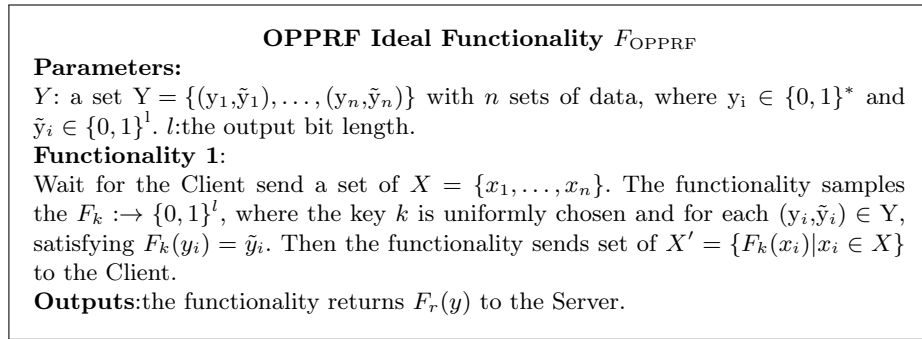 OPPRF Ideal Functionality F_OPPRF
Parameters:
Y: a set Y = {(y₁,ỹ₁),...,(yₙ,ỹₙ)} with n sets of data, where yᵢ ∈ {0,1}* and
ỹᵢ ∈ {0,1}ˡ. l:the output bit length.
Functionality 1:
Wait for the Client send a set of X = {x₁,...,xₙ}. The functionality samples
the Fₖ :→ {0,1}ˡ, where the key k is uniformly chosen and for each (yᵢ,ỹᵢ) ∈ Y,
satisfying Fₖ(yᵢ) = ỹᵢ. Then the functionality sends set of X′ = {Fₖ(xᵢ)|xᵢ ∈ X}
to the Client.
Outputs:the functionality returns Fᵣ(y) to the Server.